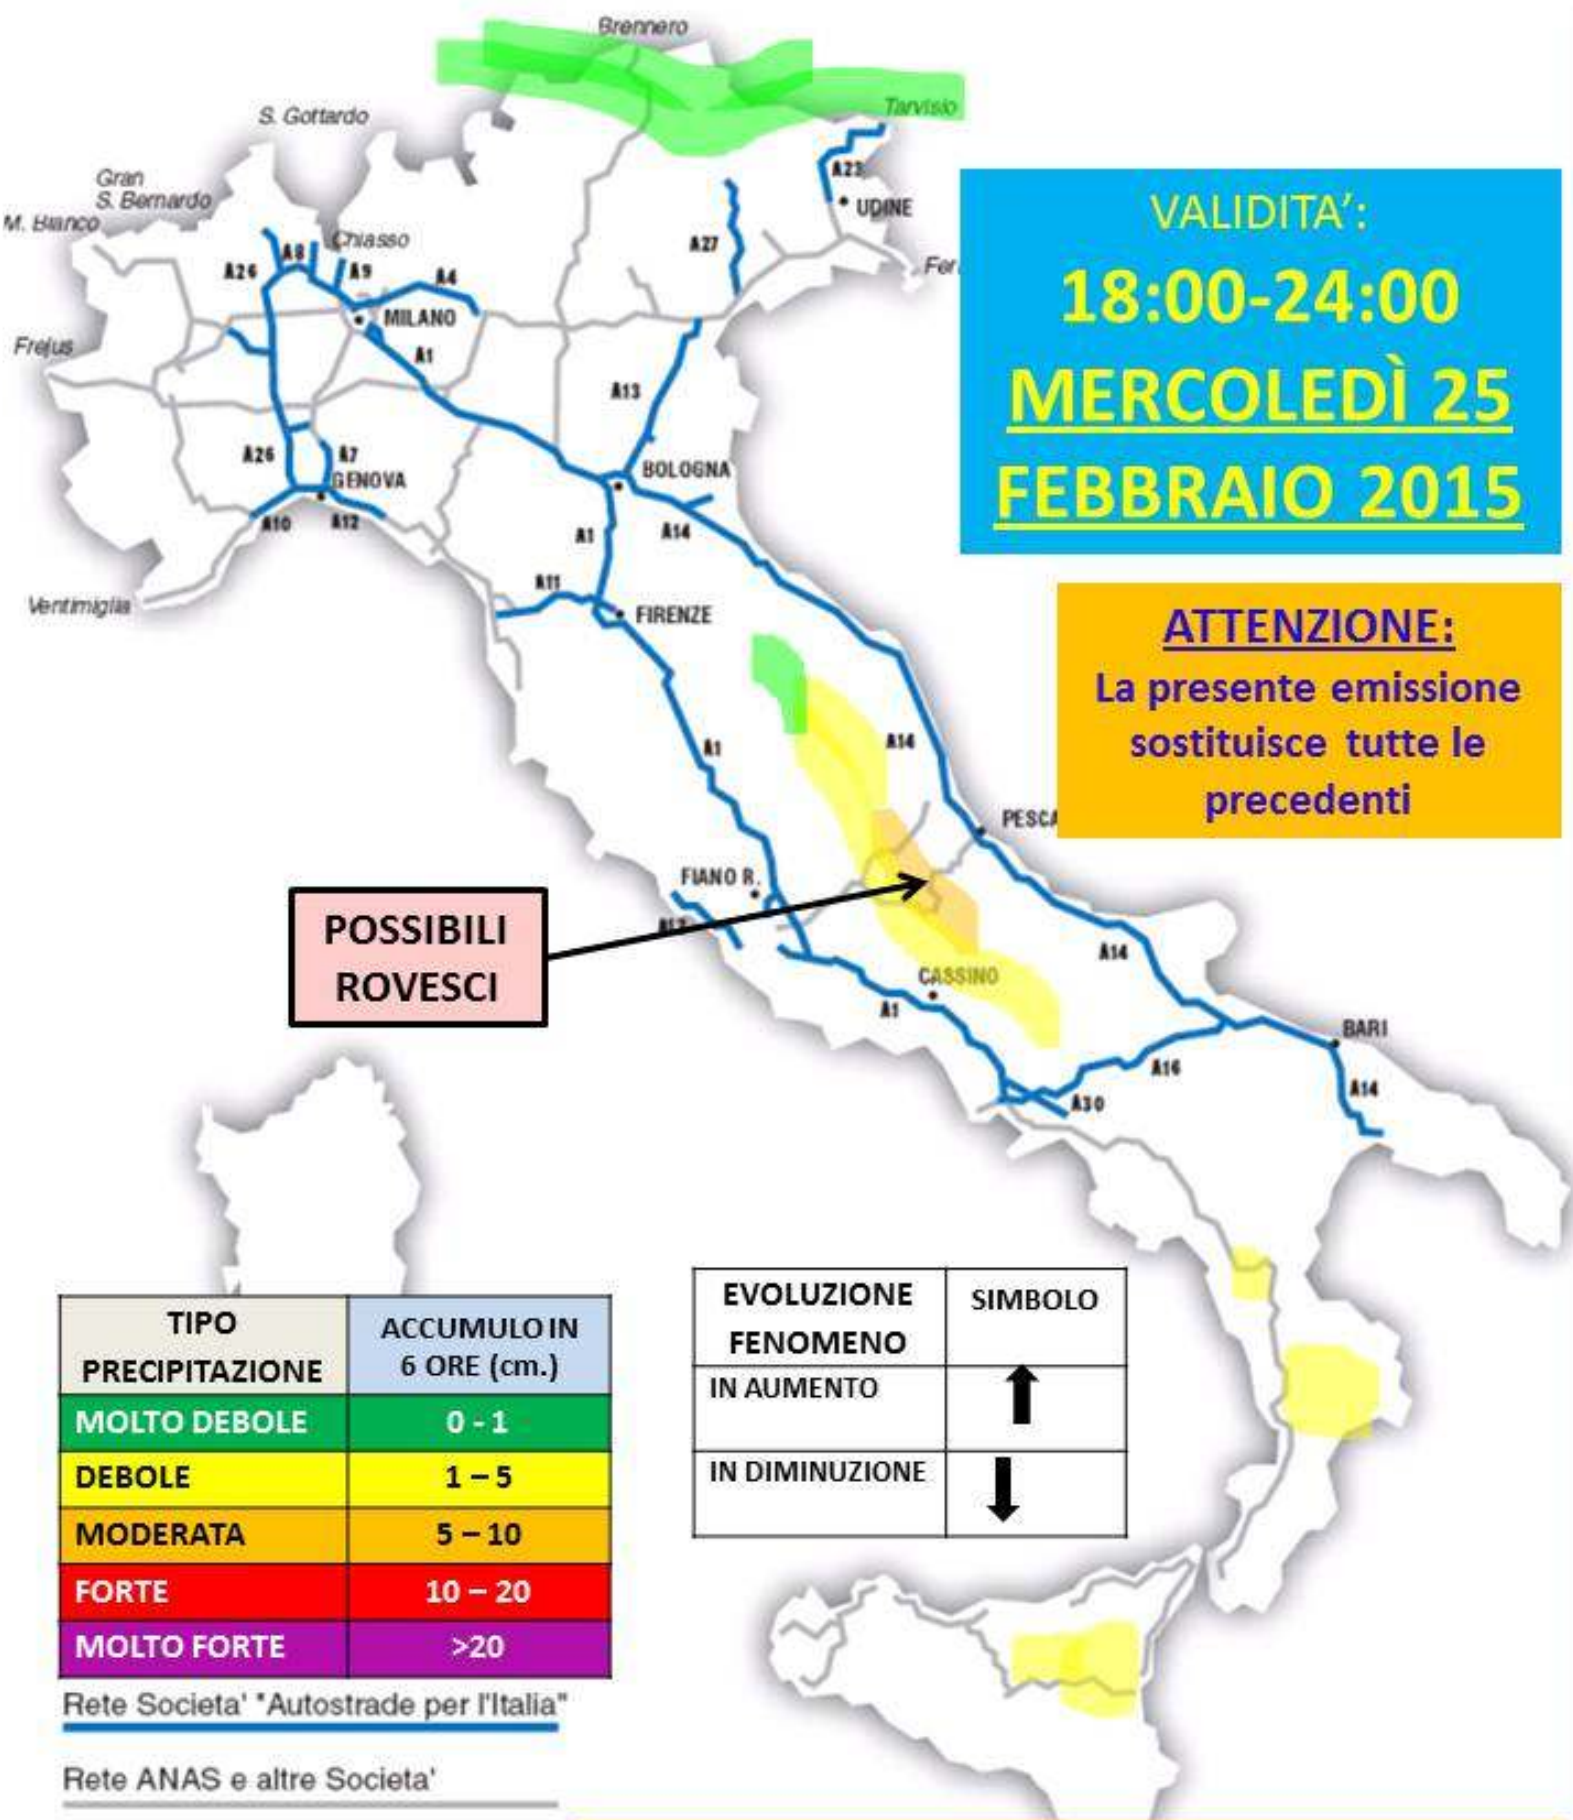 Brennero
Tarvisio
S. Gottardo
Gran
S. Bernardo
M. Bianco
Chiasso
A23
UDINE
A27
A8
A26
A9
A4
MILANO
Frejus
A1
A13
A26
A7
GENOVA
BOLOGNA
A10
A12
A1
A14
A11
Ventimiglia
FIRENZE
VALIDITA’:
18:00-24:00
MERCOLEDÌ 25
FEBBRAIO 2015
ATTENZIONE:
La presente emissione
sostituisce tutte le
precedenti
A1
A14
PESCA
FIANO R.
POSSIBILI
ROVESCI
A14
CASSINO
A1
BARI
A16
A14
A30
TIPO
PRECIPITAZIONE
ACCUMULO IN
6 ORE (cm.)
MOLTO DEBOLE 0 - 1
DEBOLE 1 – 5
MODERATA 5 – 10
FORTE 10 – 20
MOLTO FORTE >20
EVOLUZIONE
FENOMENO
SIMBOLO
IN AUMENTO
IN DIMINUZIONE
Rete Societa' "Autostrade per l'Italia"
Rete ANAS e altre Societa'